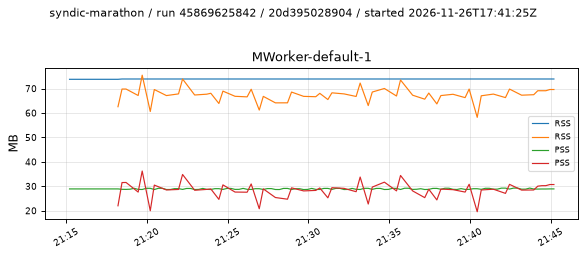 syndic-marathon / run 45869625842 / 20d395028904 / started 2026-11-26T17:41:25Z
MWorker-default-1
MB
70
60
50
40
30
20
RSS
RSS
PSS
PSS
21:15
21:20
21:25
21:30
21:35
21:40
21:45